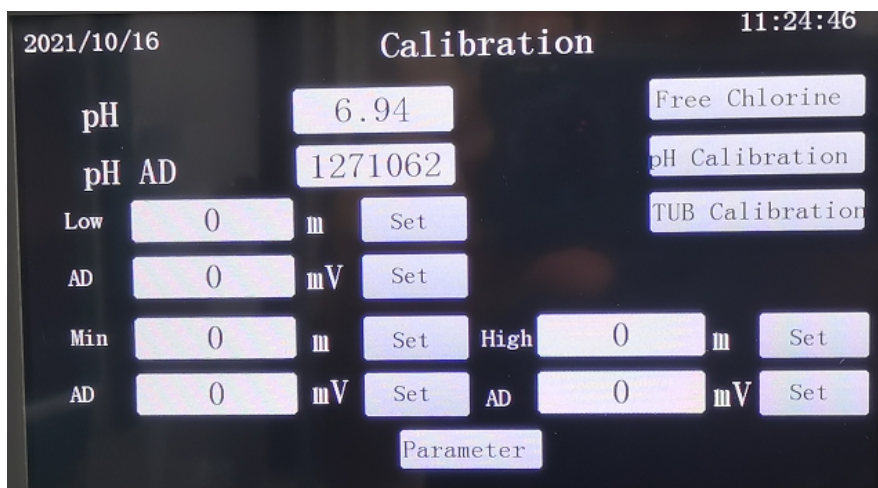 2021/10/16 Calibration 11:24:46
pH 6.94 Free Chlorine
pH AD 1271062 pH Calibration
Low 0 m Set TUB Calibration
AD 0 mV Set
Min 0 m Set High 0 m Set
AD 0 mV Set AD 0 mV Set
Parameter